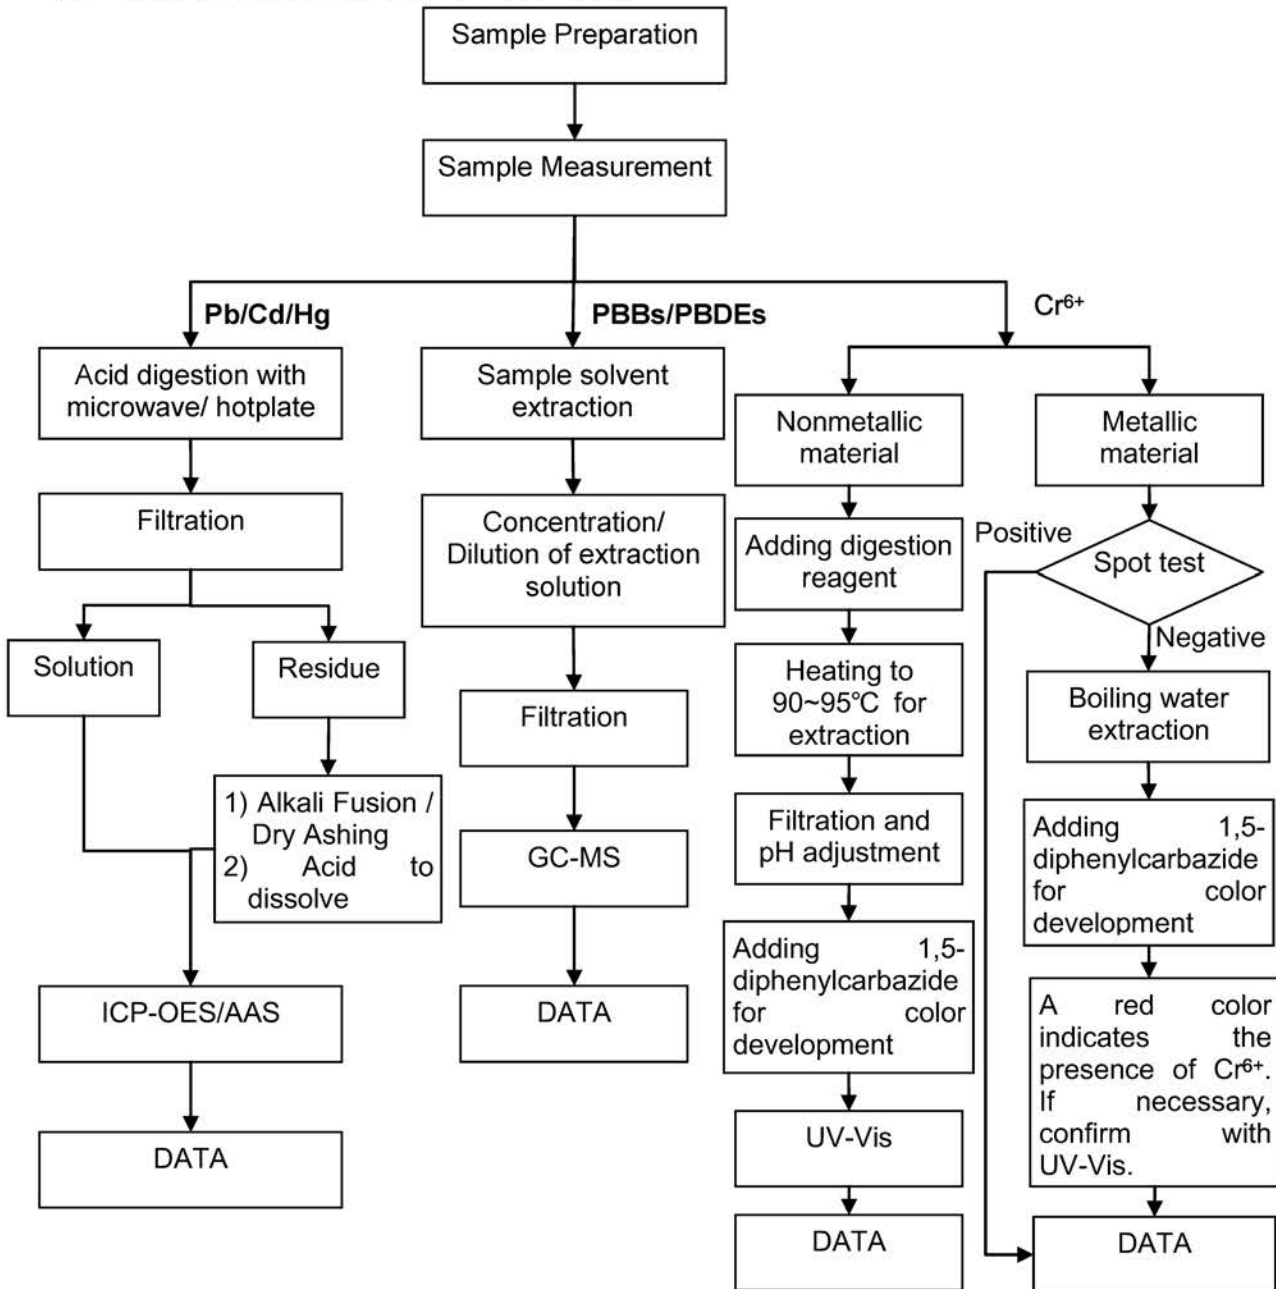 Sample Preparation
Sample Measurement
Pb/Cd/Hg
PBBs/PBDEs
Cr⁶⁺
Acid digestion with
microwave/ hotplate
Filtration
Solution
Residue
1) Alkali Fusion /
Dry Ashing
2) Acid to
dissolve
ICP-OES/AAS
DATA
Sample solvent
extraction
Concentration/
Dilution of extraction
solution
Filtration
GC-MS
DATA
Nonmetallic
material
Adding digestion
reagent
Heating to
90~95℃ for
extraction
Filtration and
pH adjustment
Adding 1,5-
diphenylcarbazide
for color
development
UV-Vis
DATA
Metallic
material
Positive
Spot test
Negative
Boiling water
extraction
Adding 1,5-
diphenylcarbazide
for color
development
A red color
indicates the
presence of Cr⁶⁺.
If necessary,
confirm with
UV-Vis.
DATA